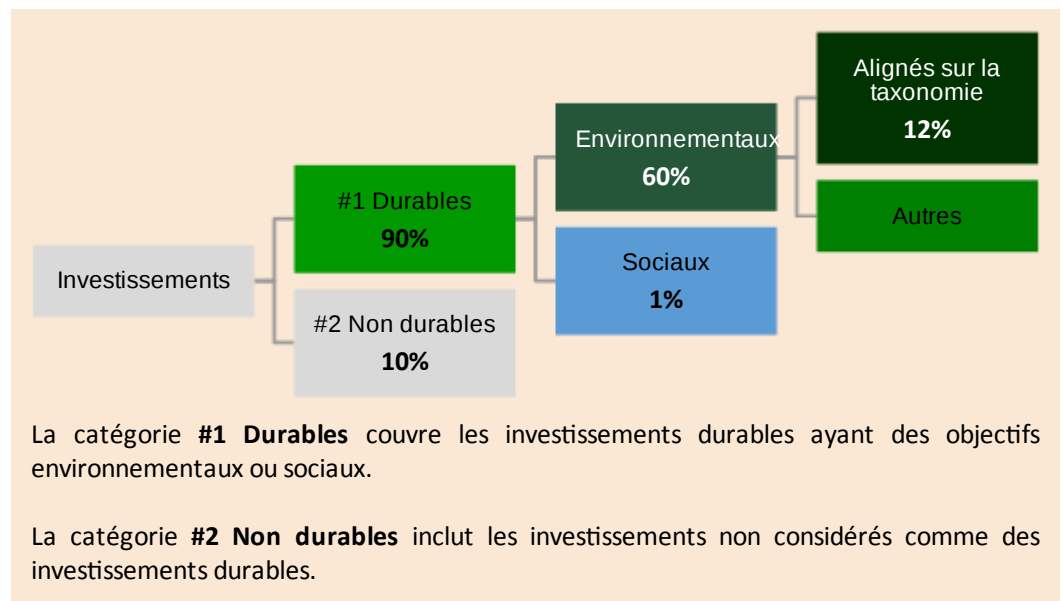 Investissements
#1 Durables
90%
#2 Non durables
10%
Environnementaux
60%
Sociaux
1%
Alignés sur la
taxonomie
12%
Autres
La catégorie #1 Durables couvre les investissements durables ayant des objectifs
environnementaux ou sociaux.
La catégorie #2 Non durables inclut les investissements non considérés comme des
investissements durables.